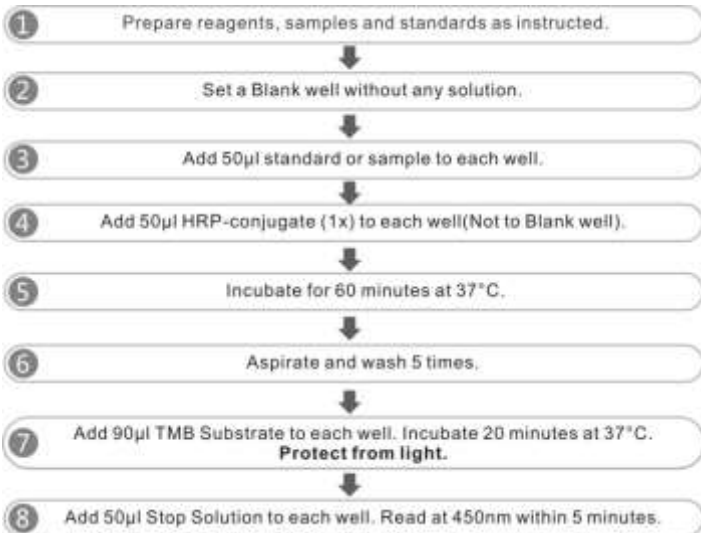 1 Prepare reagents, samples and standards as instructed.
2 Set a Blank well without any solution.
3 Add 50μl standard or sample to each well.
4 Add 50μl HRP-conjugate (1x) to each well(Not to Blank well).
5 Incubate for 60 minutes at 37°C.
6 Aspirate and wash 5 times.
7 Add 90μl TMB Substrate to each well. Incubate 20 minutes at 37°C.
Protect from light.
8 Add 50μl Stop Solution to each well. Read at 450nm within 5 minutes.